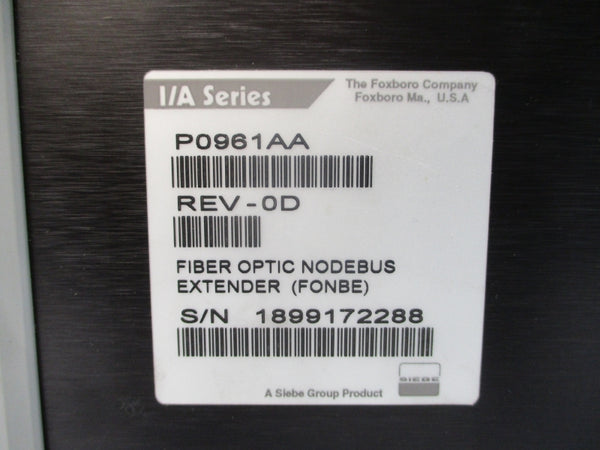 I/A Series
The Foxboro Company
Foxboro Ma., U.S.A
P0961AA
REV-0D
FIBER OPTIC NODEBUS
EXTENDER (FONBE)
S/N 1899172288
SIEBE
A Siebe Group Product